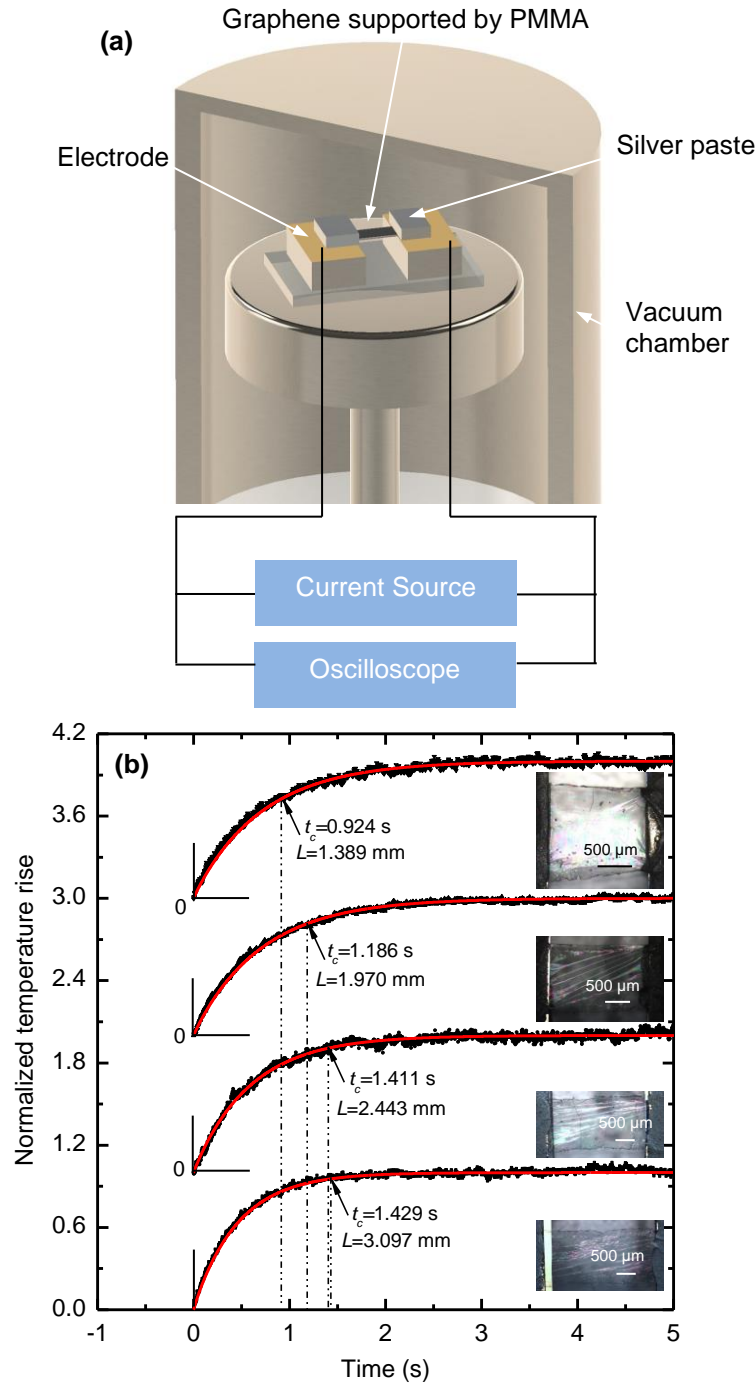 Graphene supported by PMMA
(a)
Electrode
Silver paste
Vacuum
chamber
Current Source
Oscilloscope
(b)
Normalized temperature rise
4.2
3.6
3.0
2.4
1.8
1.2
0.6
0.0
0
t_c=0.924 s
L=1.389 mm
500 µm
0
t_c=1.186 s
L=1.970 mm
500 µm
0
t_c=1.411 s
L=2.443 mm
500 µm
t_c=1.429 s
L=3.097 mm
500 µm
-1 0 1 2 3 4 5
Time (s)